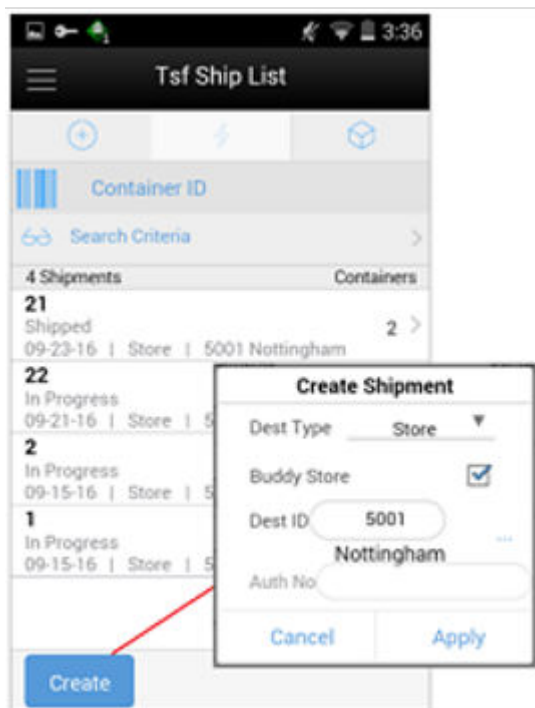 3:36
Tsf Ship List
Container ID
Search Criteria
4 Shipments Containers
21
Shipped 2
09-23-16 | Store | 5001 Nottingham
22
In Progress
09-21-16 | Store | 5
2
In Progress
09-15-16 | Store | 5
1
In Progress
09-15-16 | Store | 5
Create
Create Shipment
Dest Type Store
Buddy Store
Dest ID 5001
...
Nottingham
Auth No
Cancel Apply